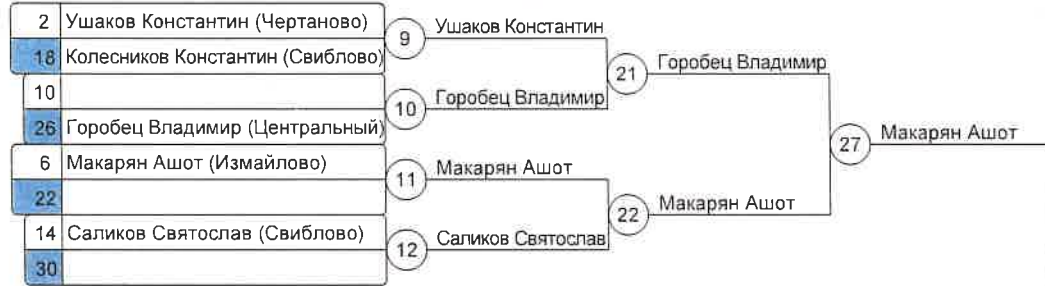 2 Ушаков Константин (Чертаново)
9 Ушаков Константин
18 Колесников Константин (Свиблово)
21 Горобец Владимир
10
10 Горобец Владимир
26 Горобец Владимир (Центральный)
27 Макарян Ашот
6 Макарян Ашот (Измайлово)
11 Макарян Ашот
22
22 Макарян Ашот
14 Саликов Святослав (Свиблово)
12 Саликов Святослав
30